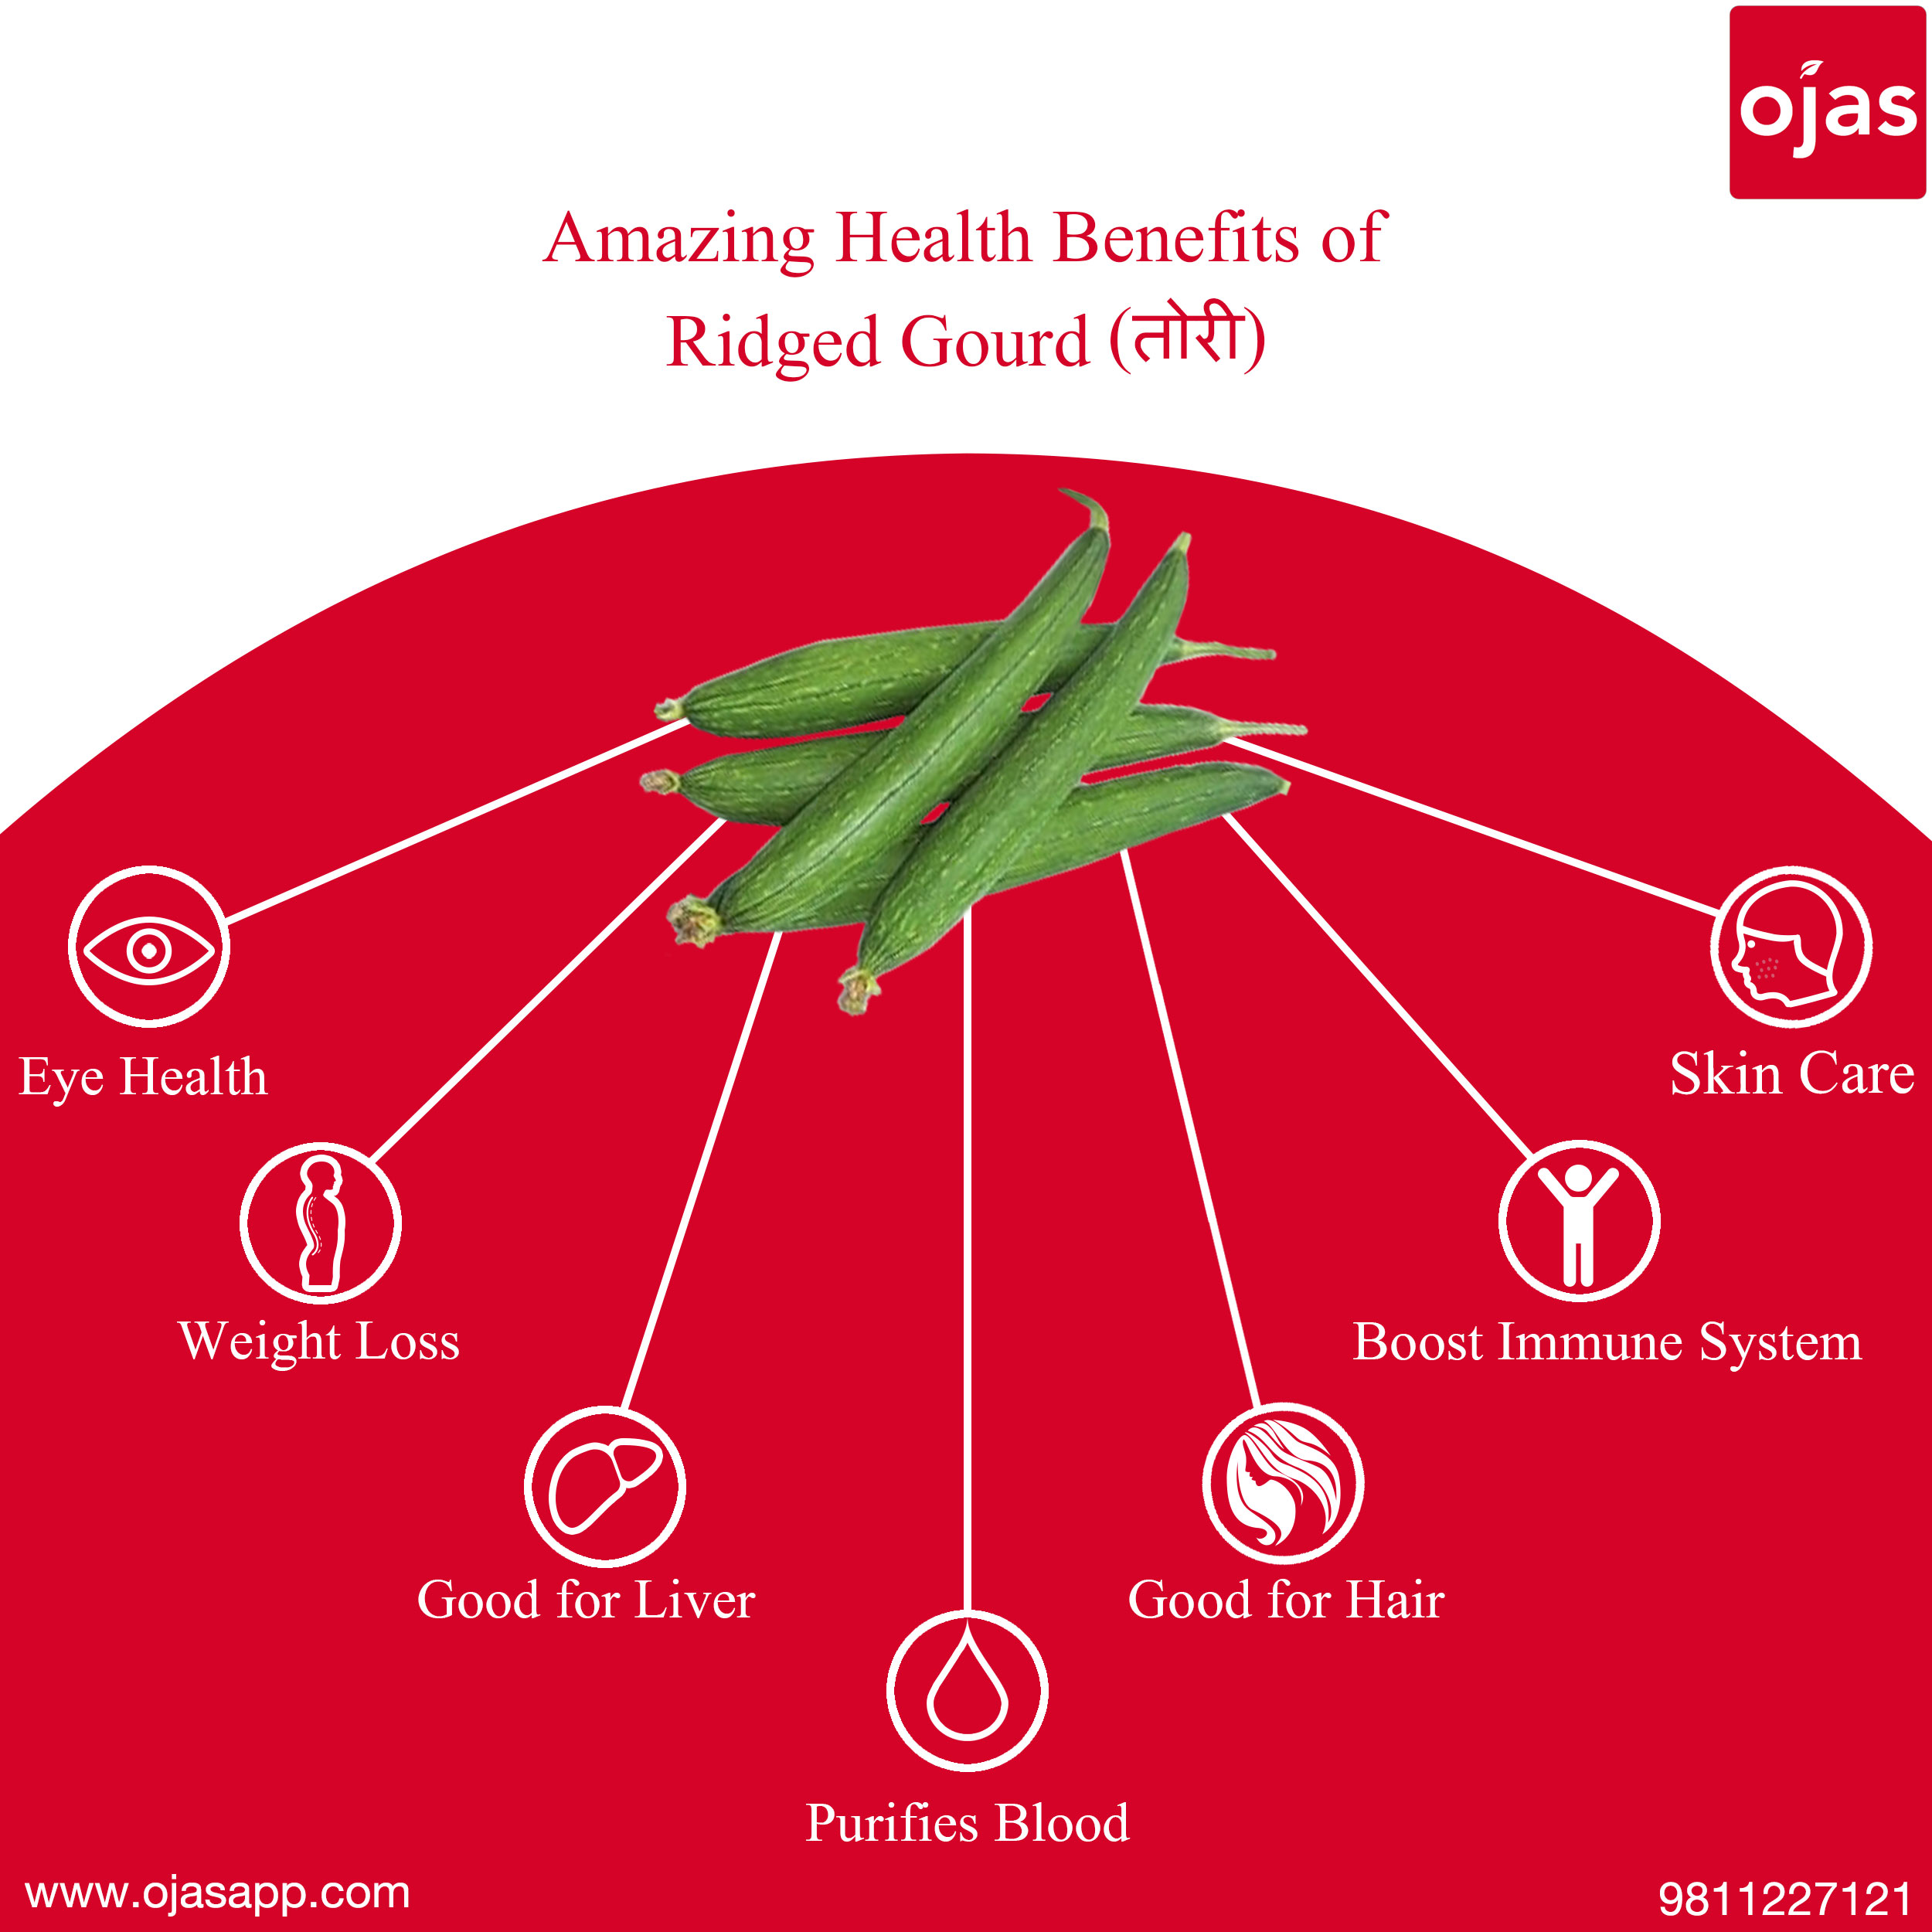 ojas
Amazing Health Benefits of
Ridged Gourd (तोरी)
Eye Health
Skin Care
Weight Loss
Boost Immune System
Good for Liver
Good for Hair
Purifies Blood
www.ojasapp.com
9811227121